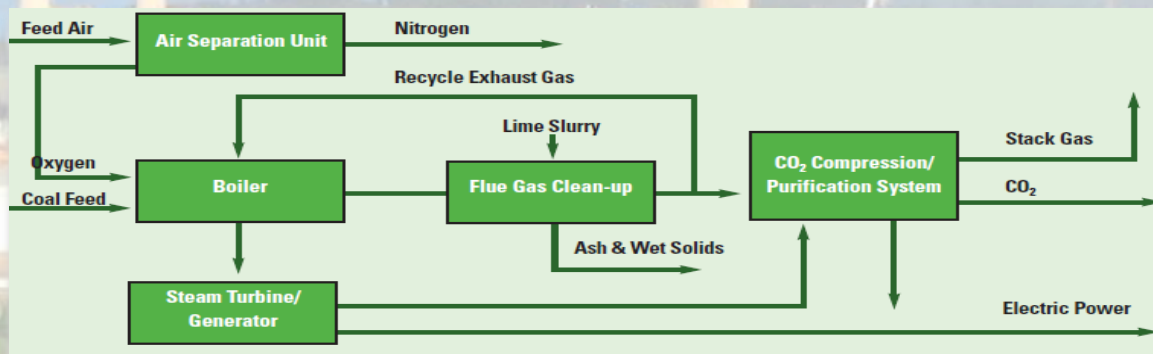 Feed Air
Air Separation Unit
Nitrogen
Recycle Exhaust Gas
Lime Slurry
Oxygen
Coal Feed
Boiler
Flue Gas Clean-up
CO₂ Compression/
Purification System
Stack Gas
CO₂
Ash & Wet Solids
Steam Turbine/
Generator
Electric Power